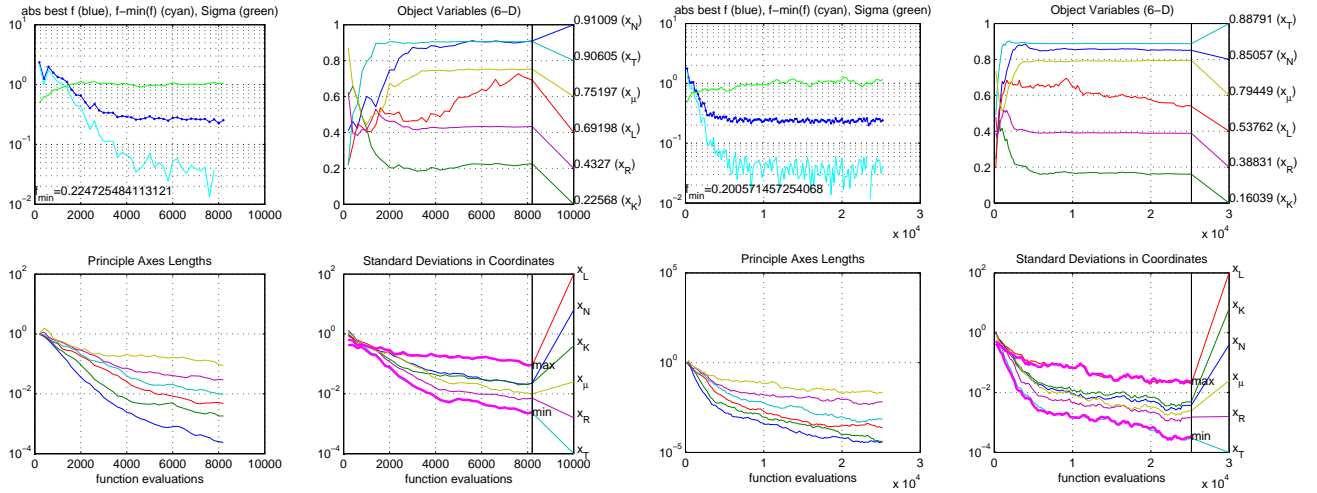 abs best f (blue), f−min(f) (cyan), Sigma (green)
10^1
10^0
10^−1
10^−2
f_min=0.224725484113121
0 2000 4000 6000 8000 10000
Object Variables (6−D)
1
0.8
0.6
0.4
0.2
0
0 2000 4000 6000 8000 10000
0.91009 (x_N)
0.90605 (x_T)
0.75197 (x_μ)
0.69198 (x_L)
0.4327 (x_R)
0.22568 (x_K)
abs best f (blue), f−min(f) (cyan), Sigma (green)
10^1
10^0
10^−1
10^−2
f_min=0.200571457254068
0 1 2 3
x 10^4
Object Variables (6−D)
1
0.8
0.6
0.4
0.2
0
0 1 2 3
x 10^4
0.88791 (x_T)
0.85057 (x_N)
0.79449 (x_μ)
0.53762 (x_L)
0.38831 (x_R)
0.16039 (x_K)
Principle Axes Lengths
10^2
10^0
10^−2
10^−4
0 2000 4000 6000 8000 10000
function evaluations
Standard Deviations in Coordinates
10^2
10^0
10^−2
10^−4
0 2000 4000 6000 8000 10000
function evaluations
max
min
x_L
x_N
x_K
x_μ
x_R
x_T
Principle Axes Lengths
10^5
10^0
10^−5
0 1 2 3
function evaluations
x 10^4
Standard Deviations in Coordinates
10^2
10^0
10^−2
10^−4
0 1 2 3
function evaluations
x 10^4
max
min
x_L
x_K
x_N
x_μ
x_R
x_T